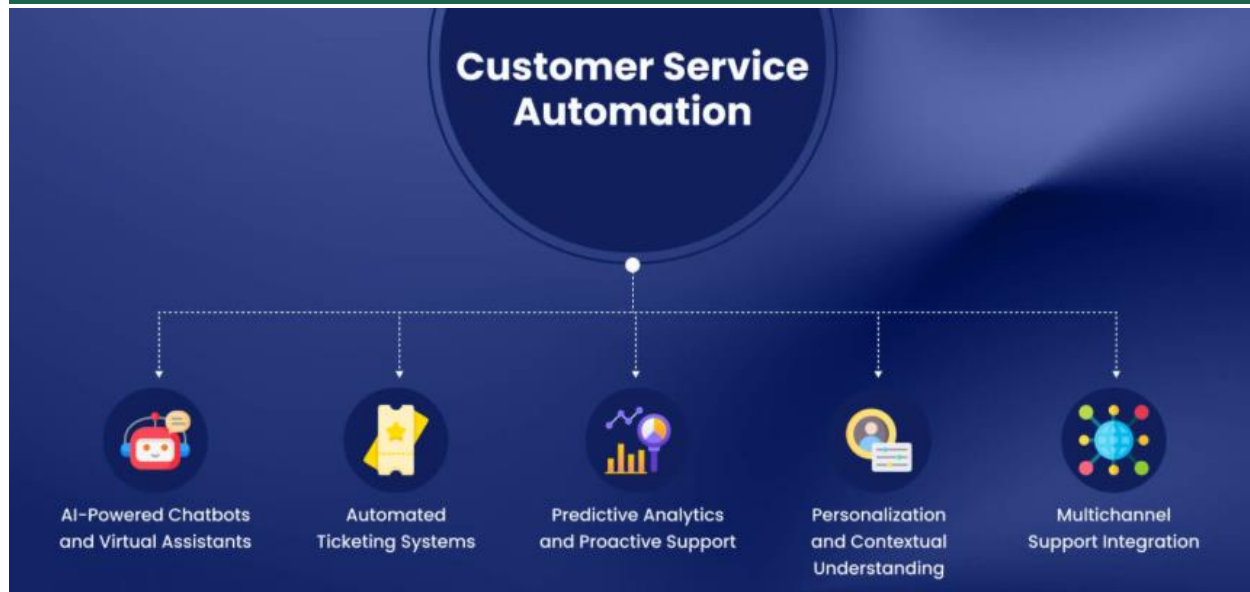 Customer Service
Automation
AI-Powered Chatbots
and Virtual Assistants
Automated
Ticketing Systems
Predictive Analytics
and Proactive Support
Personalization
and Contextual
Understanding
Multichannel
Support Integration